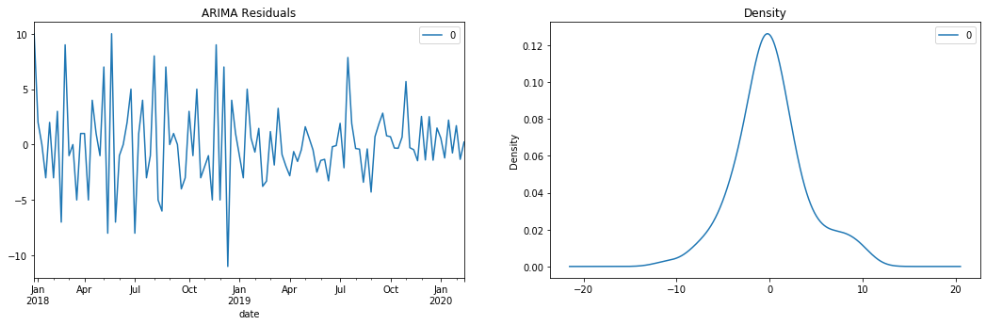 ARIMA Residuals
0
10
5
0
−5
−10
Jan Apr Jul Oct Jan Apr Jul Oct Jan
2018 2019 2020
date
Density
0
Density
0.12
0.10
0.08
0.06
0.04
0.02
0.00
−20 −10 0 10 20